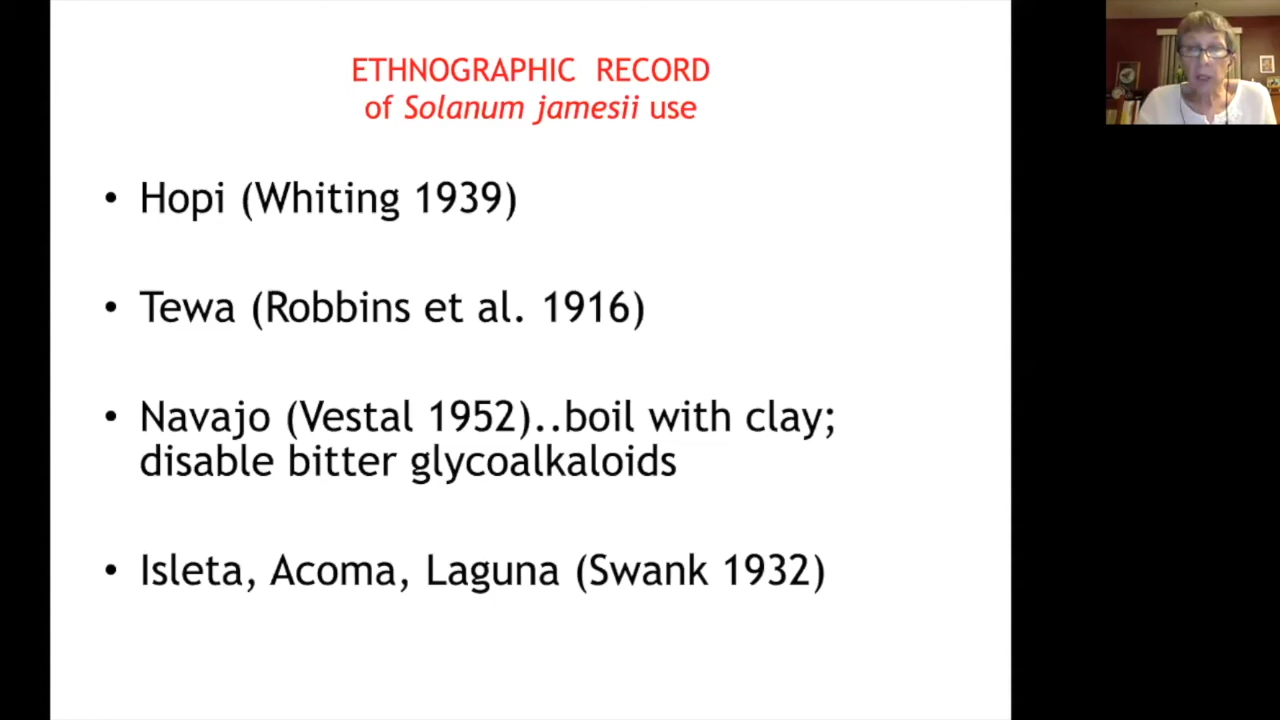 ETHNOGRAPHIC RECORD
of Solanum jamesii use
• Hopi (Whiting 1939)
• Tewa (Robbins et al. 1916)
• Navajo (Vestal 1952)..boil with clay;
disable bitter glycoalkaloids
• Isleta, Acoma, Laguna (Swank 1932)